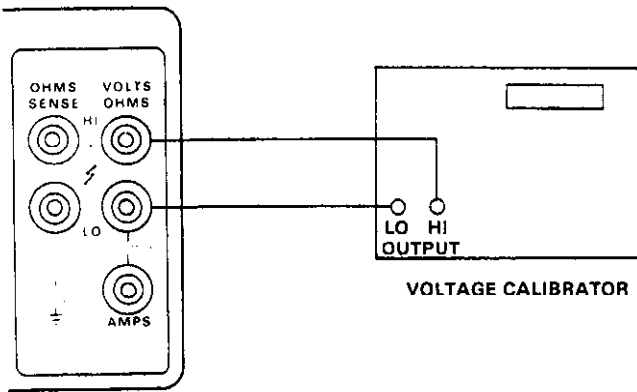 OHMS
SENSE
VOLTS
OHMS
HI
LO
AMPS
LO HI
OUTPUT
VOLTAGE CALIBRATOR